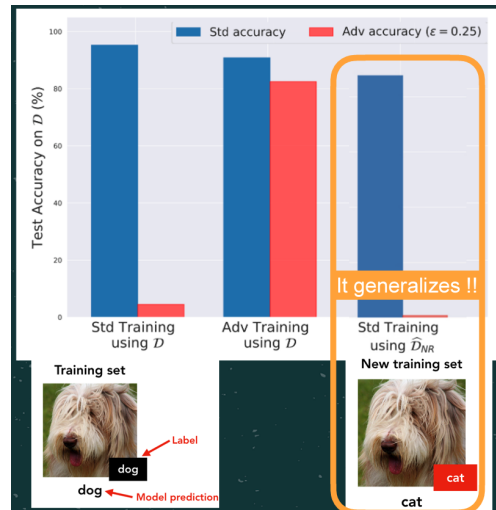 Std accuracy
Adv accuracy (ε = 0.25)
Test Accuracy on 𝒟 (%)
100
80
60
40
20
0
It generalizes !!
Std Training
using 𝒟
Adv Training
using 𝒟
Std Training
using 𝒟̂_NR
Training set
Label
dog
dog
Model prediction
New training set
cat
cat